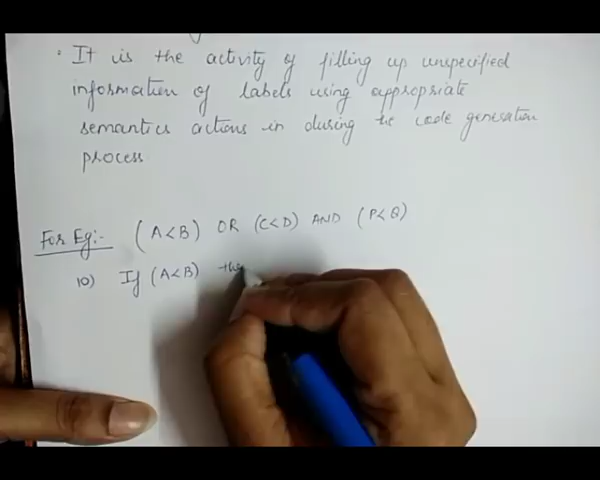 • It is the activity of filling up unspecified
information of labels using appropriate
semantics actions in during the code generation
process
For Eg:- (A<B) OR (C<D) AND (P<Q)
10) If (A<B) the